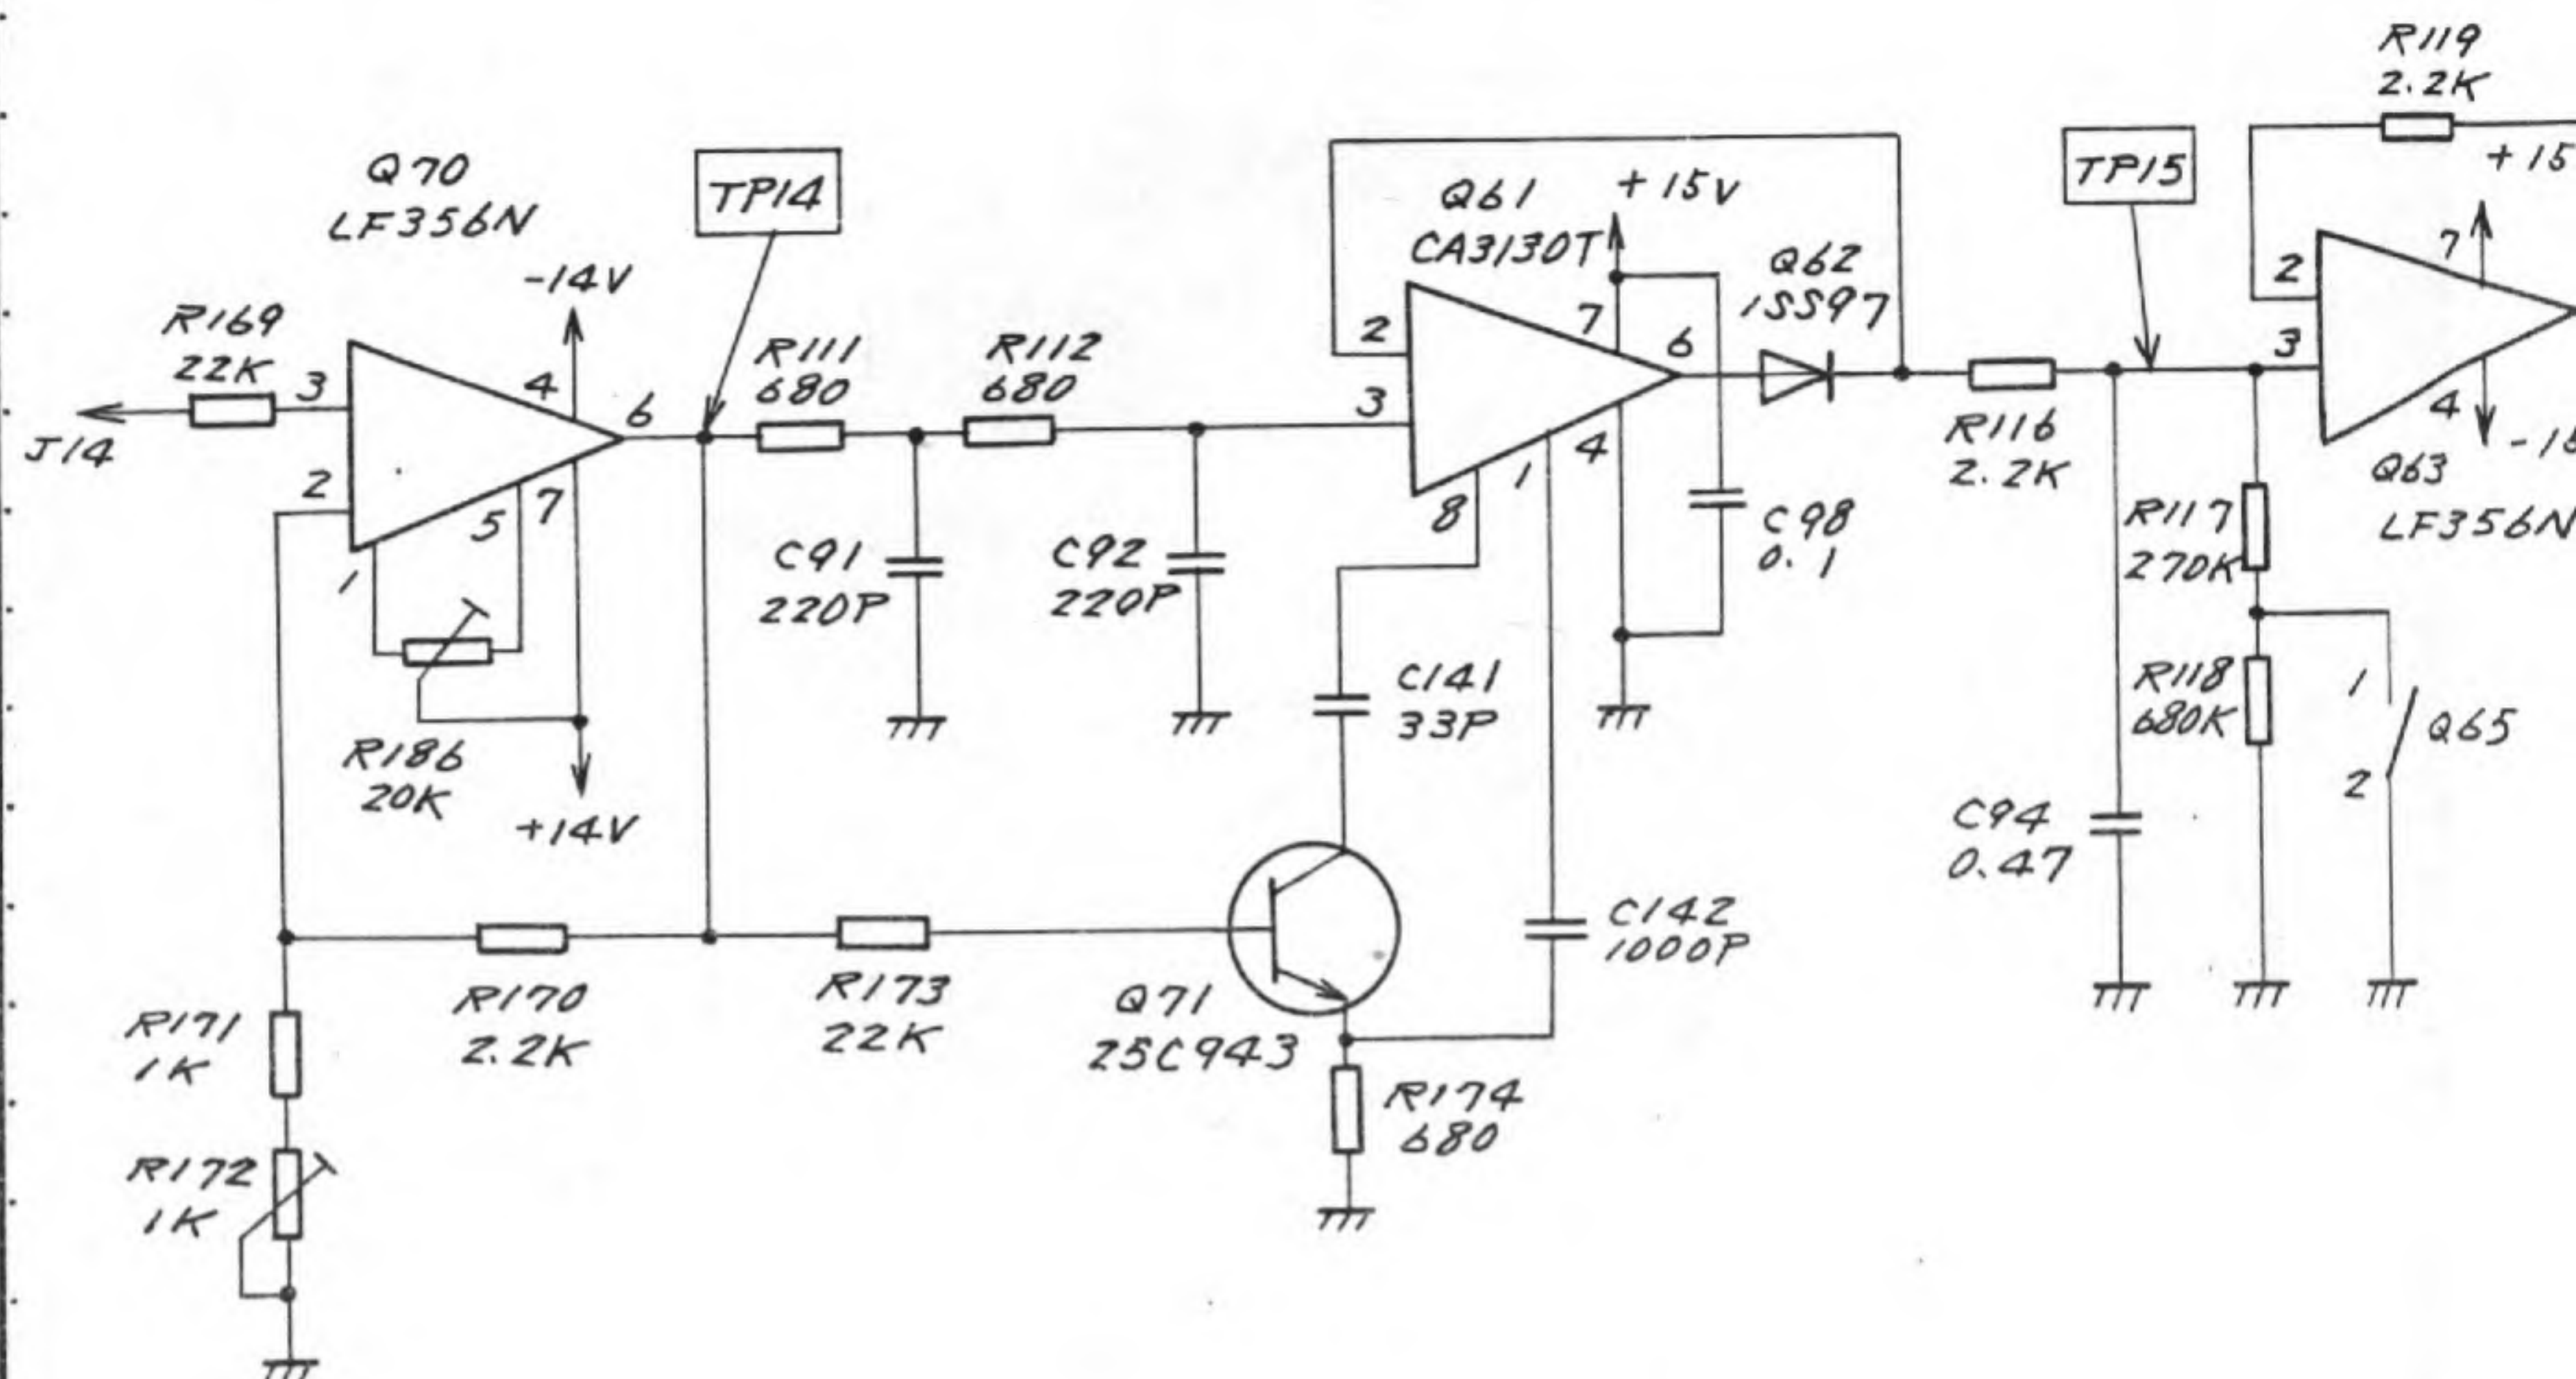 R119
2.2K
+15
Q70
LF356N
TP14
-14V
Q61
CA3130T
+15V
Q62
1SS97
TP15
7
2
3
4
Q63
LF356N
-15
R169
22K
J14
3
4
6
2
1
5
7
R186
20K
+14V
R111
680
R112
680
C91
220P
C92
220P
2
3
7
6
8
1
4
C98
0.1
C141
33P
R116
2.2K
R117
270K
R118
680K
1
2
Q65
C94
0.47
R170
2.2K
R173
22K
Q71
2SC943
C142
1000P
R174
680
R171
1K
R172
1K